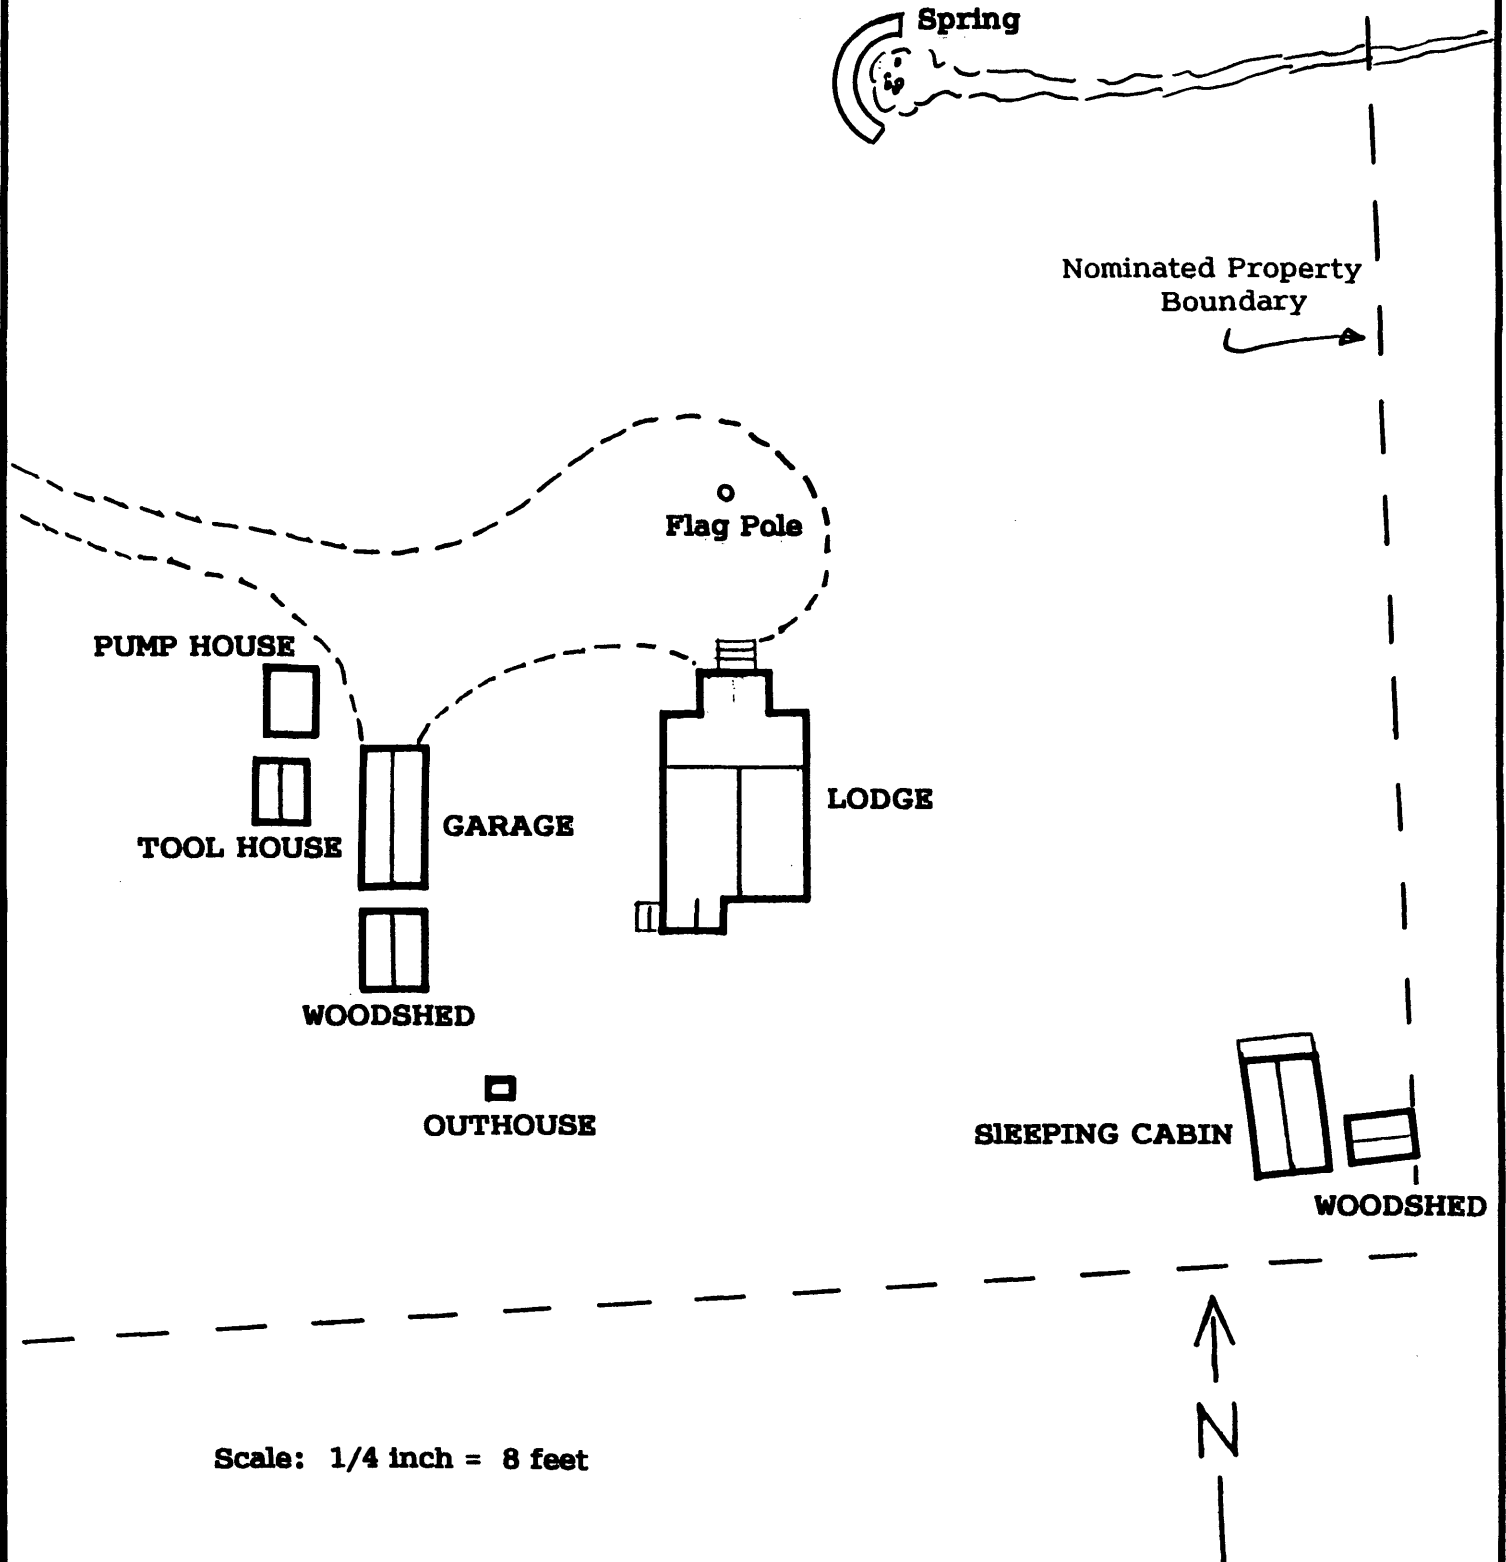 Spring
Nominated Property
Boundary
Flag Pole
PUMP HOUSE
LODGE
GARAGE
TOOL HOUSE
WOODSHED
OUTHOUSE
SlEEPING CABIN
WOODSHED
N
Scale: 1/4 inch = 8 feet